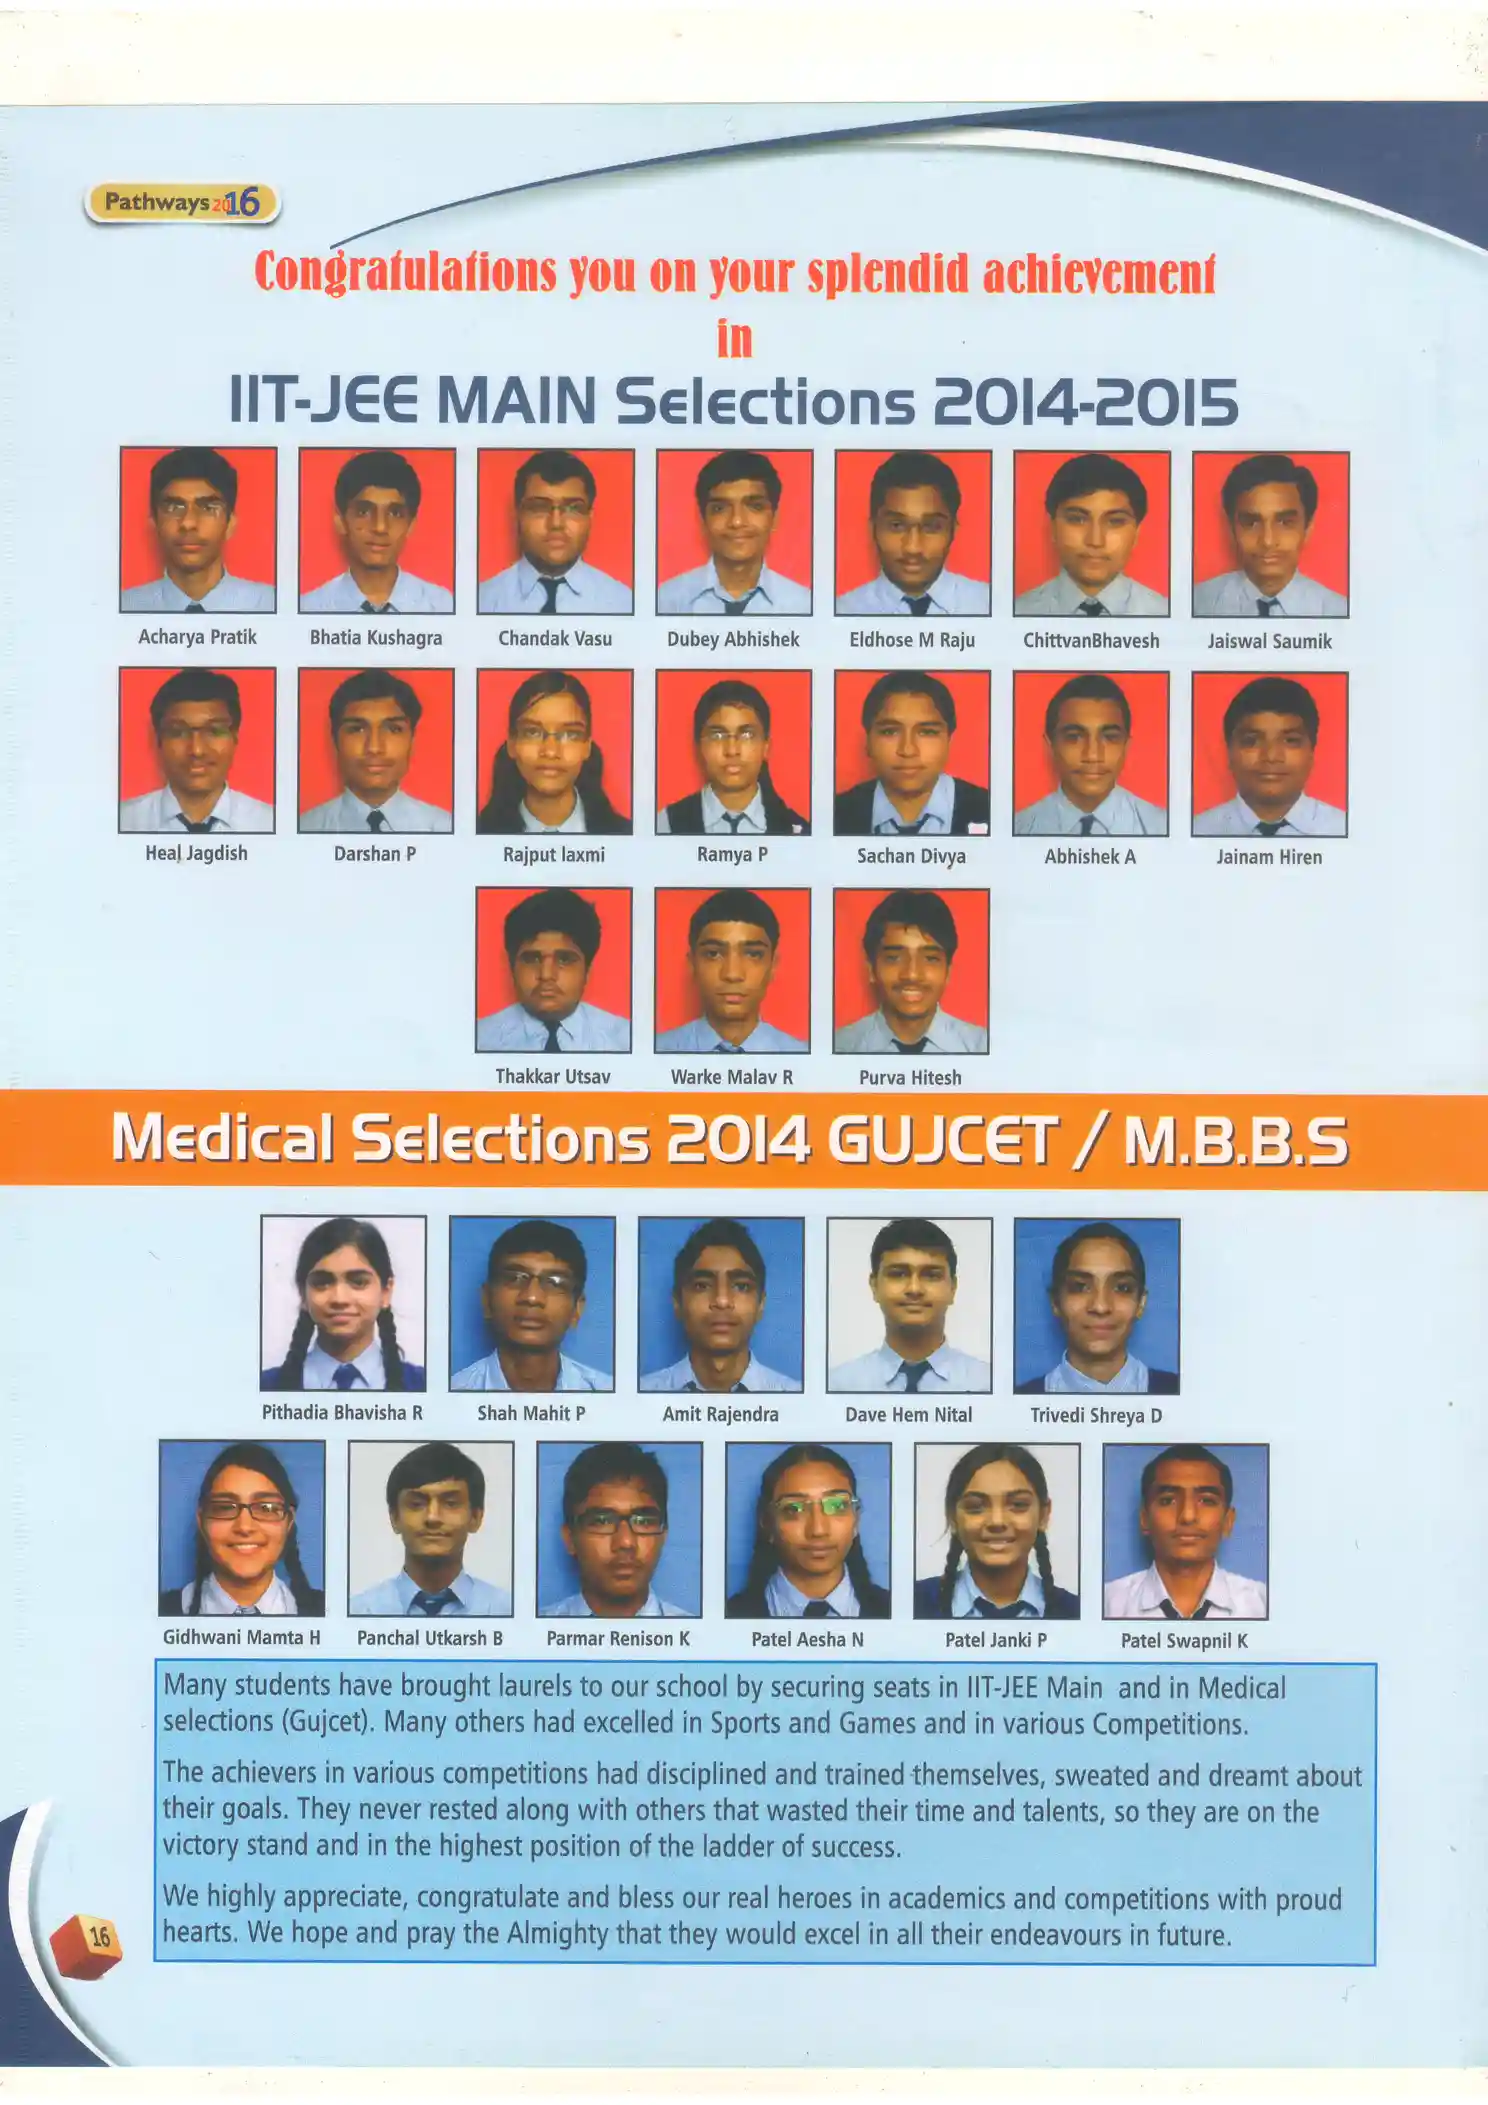 Pathways 2016
Congratulations you on your splendid achievement
in
IIT-JEE MAIN Selections 2014-2015
Acharya Pratik Bhatia Kushagra Chandak Vasu Dubey Abhishek Eldhose M Raju ChittvanBhavesh Jaiswal Saumik
Heal Jagdish Darshan P Rajput laxmi Ramya P Sachan Divya Abhishek A Jainam Hiren
Thakkar Utsav Warke Malav R Purva Hitesh
Medical Selections 2014 GUJCET / M.B.B.S
Pithadia Bhavisha R Shah Mahit P Amit Rajendra Dave Hem Nital Trivedi Shreya D
Gidhwani Mamta H Panchal Utkarsh B Parmar Renison K Patel Aesha N Patel Janki P Patel Swapnil K
Many students have brought laurels to our school by securing seats in IIT-JEE Main and in Medical
selections (Gujcet). Many others had excelled in Sports and Games and in various Competitions.
The achievers in various competitions had disciplined and trained themselves, sweated and dreamt about
their goals. They never rested along with others that wasted their time and talents, so they are on the
victory stand and in the highest position of the ladder of success.
We highly appreciate, congratulate and bless our real heroes in academics and competitions with proud
hearts. We hope and pray the Almighty that they would excel in all their endeavours in future.
16